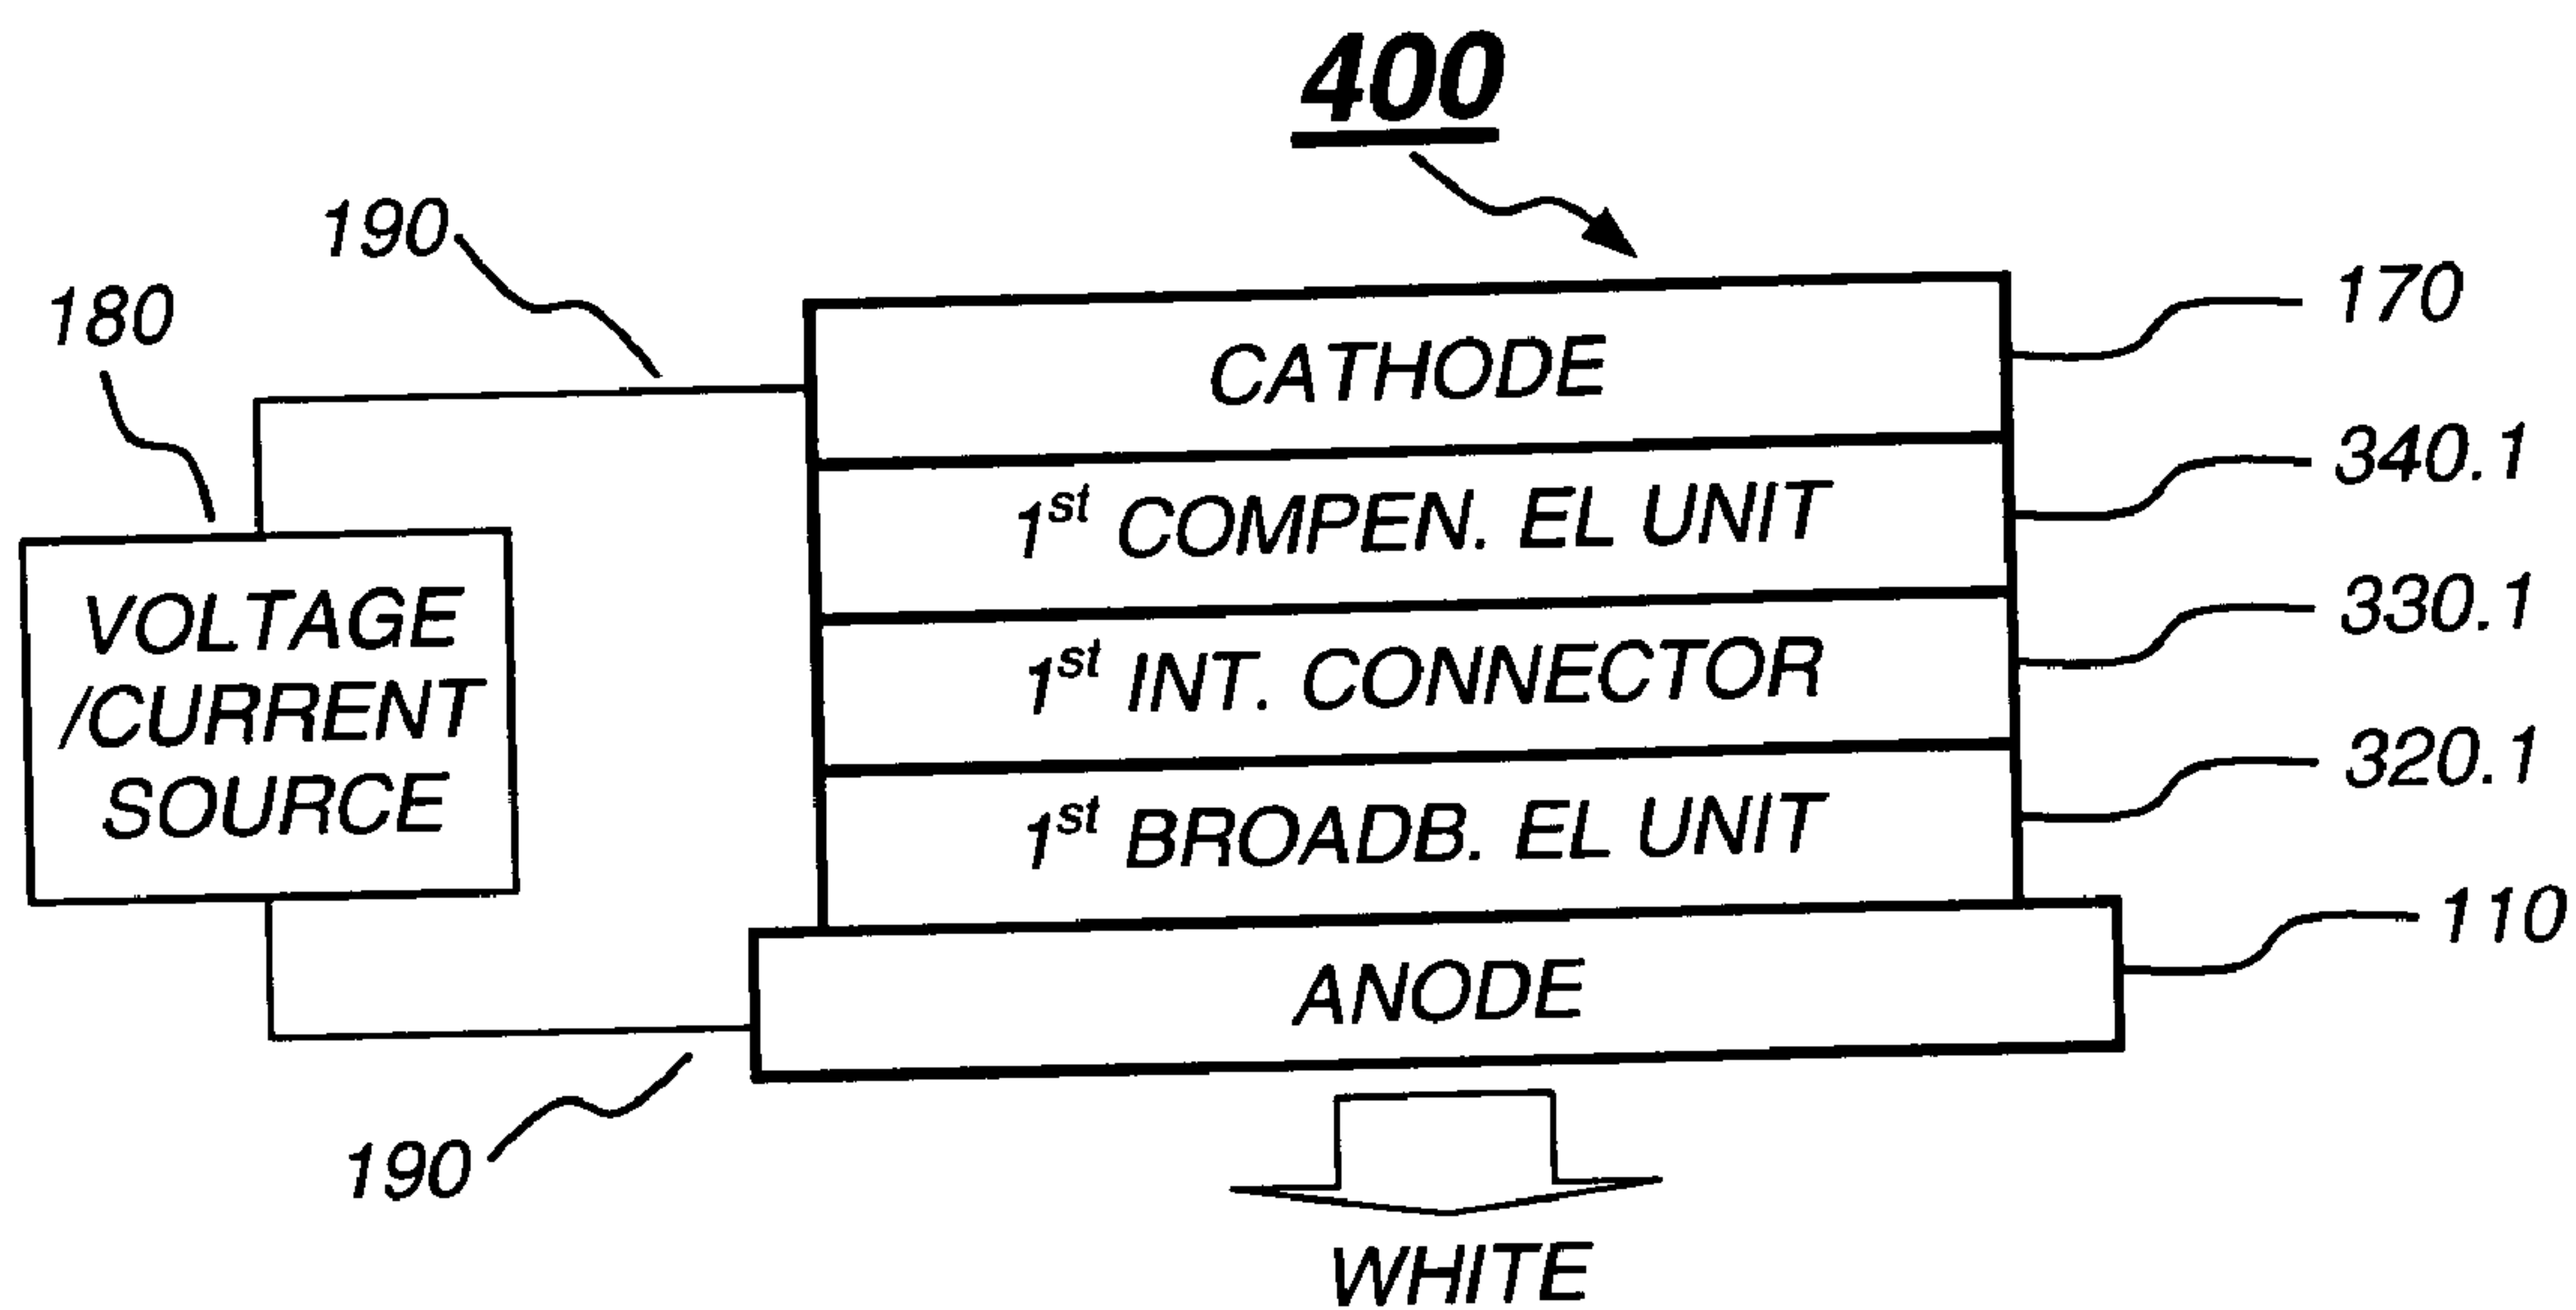 400
190
180
170
CATHODE
340.1
1st COMPEN. EL UNIT
330.1
1st INT. CONNECTOR
VOLTAGE
/CURRENT
SOURCE
320.1
1st BROADB. EL UNIT
110
ANODE
190
WHITE